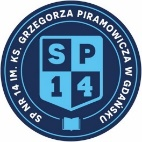 SP NR 14 IM. KS. GRZEGORZA PIRAMOWICZA W GDAŃSKU
SP
14